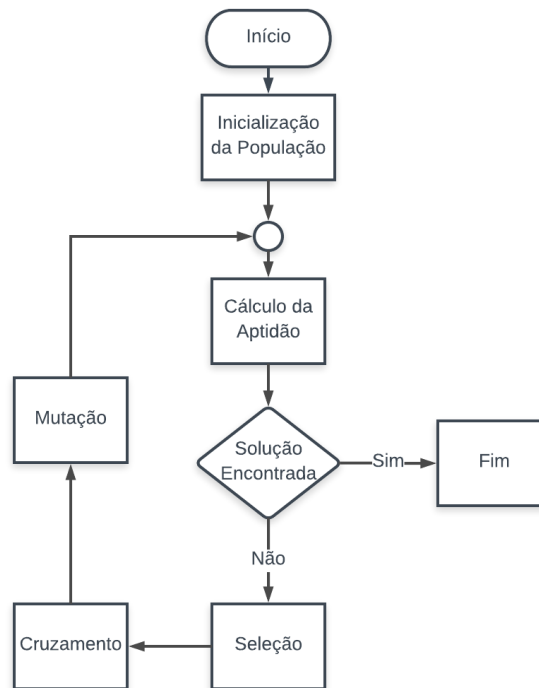 Início
Inicialização
da População
Cálculo da
Aptidão
Mutação
Solução
Encontrada
Sim
Fim
Não
Cruzamento
Seleção